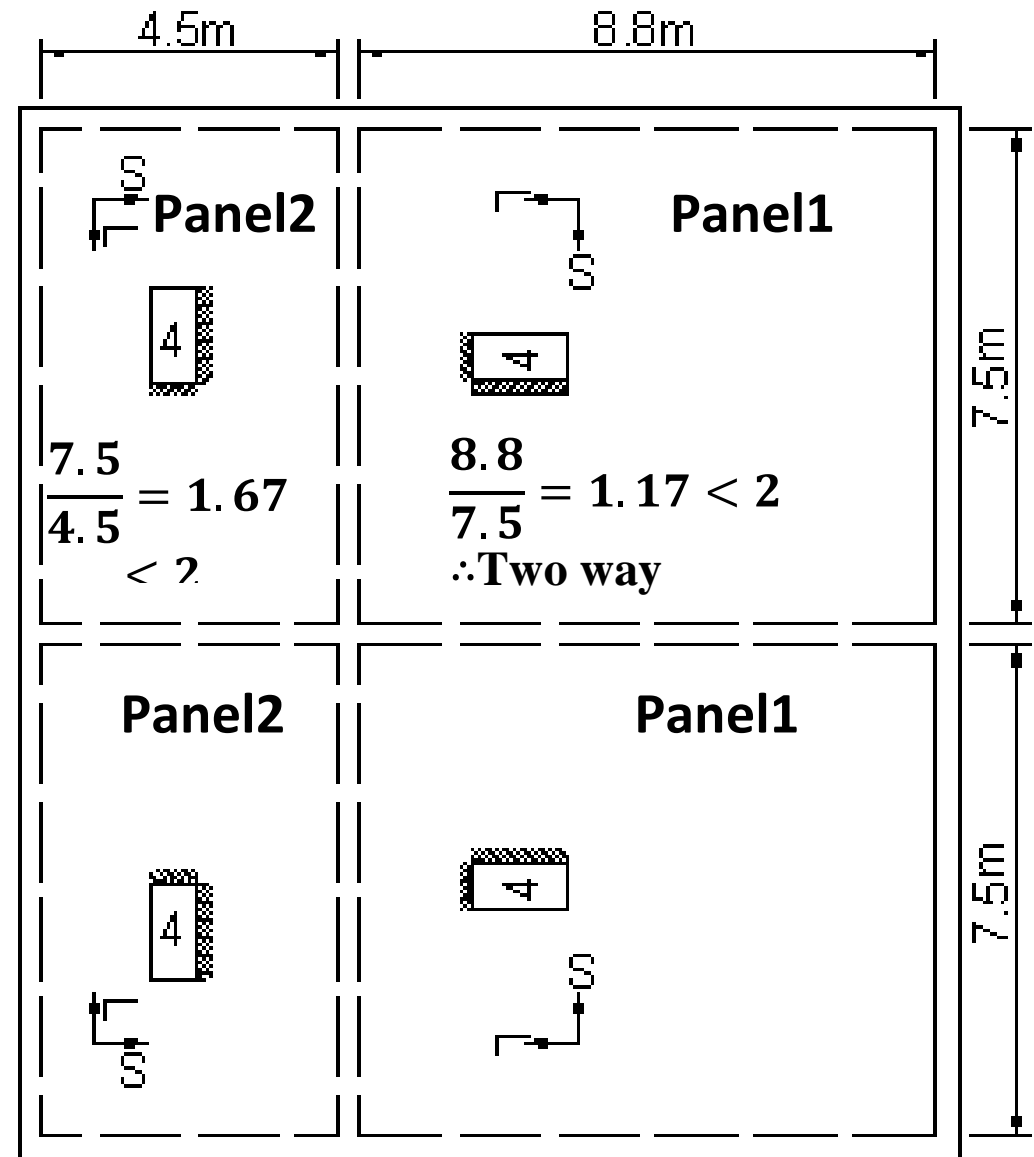 4.5m
8.8m
S
Panel2
L
Panel1
L
S
7.5m
4
4
7.5/4.5 = 1.67
< 2
8.8/7.5 = 1.17 < 2
∴Two way
Panel2
Panel1
7.5m
4
4
L
S
S
L